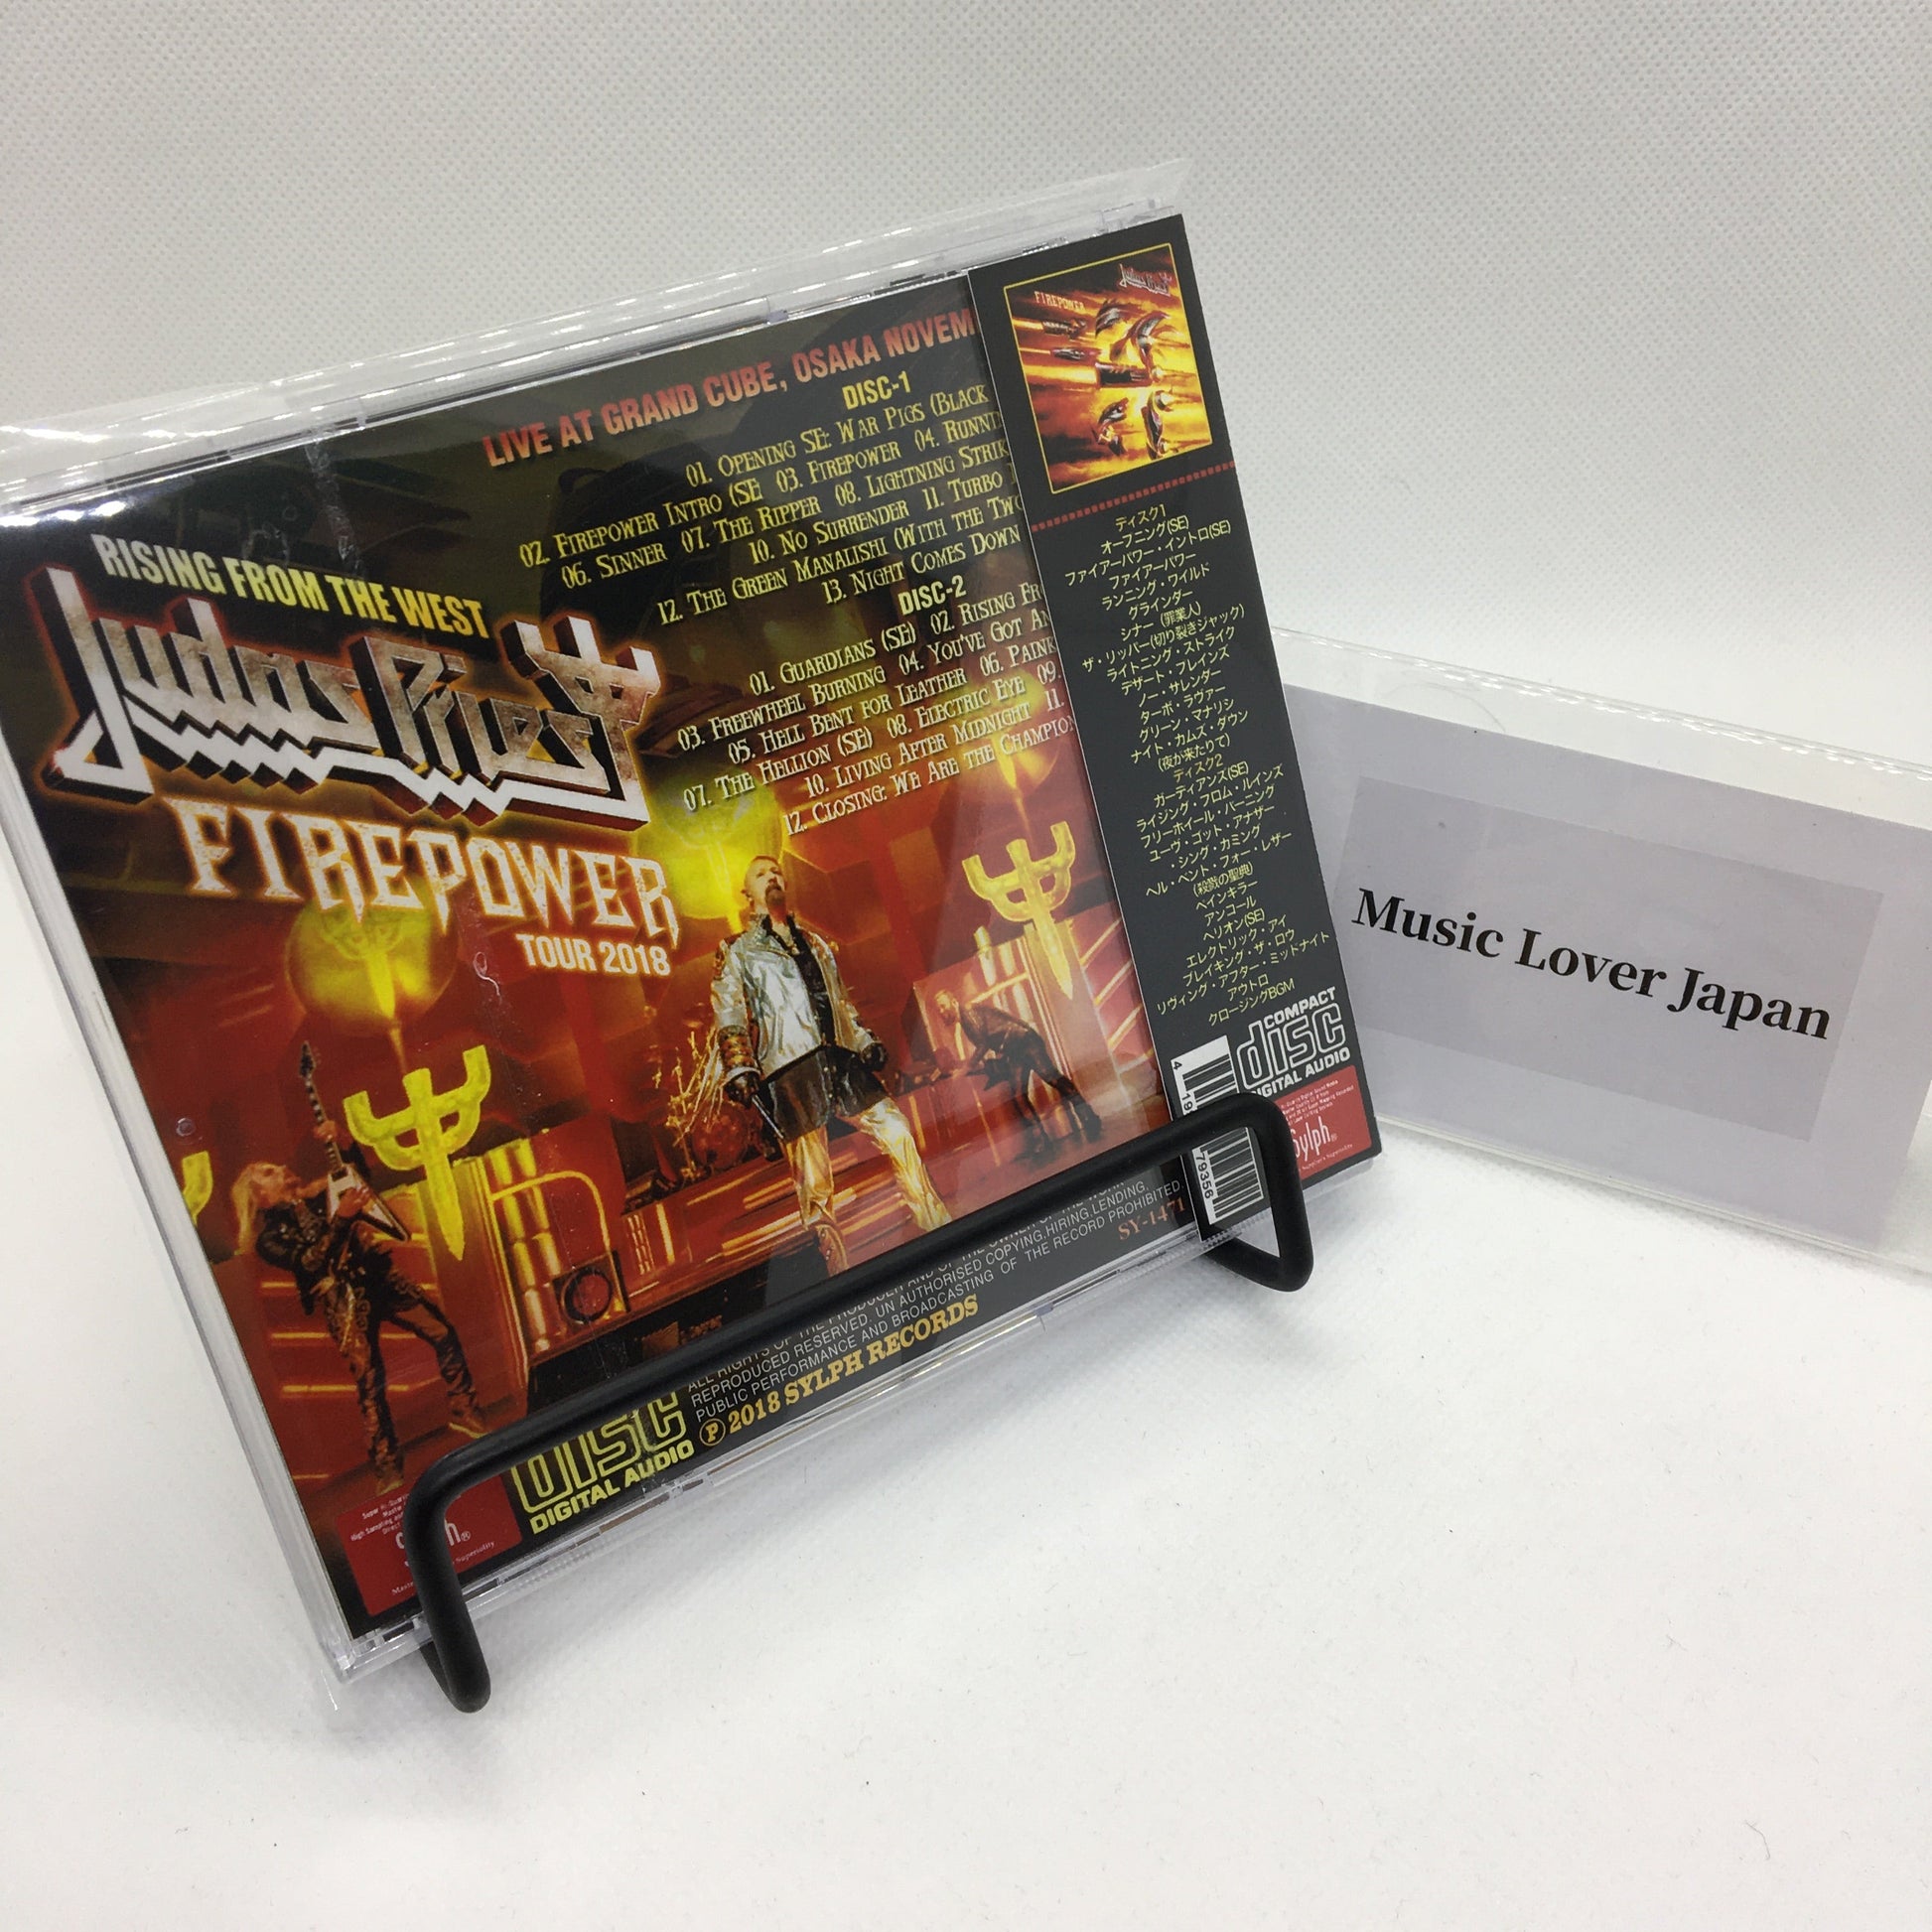 LIVE AT GRAND CUBE, OSAKA NOVEM
DISC-1
01. OPENING SE: WAR PIGS (BLACK
02. FIREPOWER INTRO (SE 03. FIREPOWER 04. RUNNI
06. SINNER 07. THE RIPPER 08. LIGHTNING STRIK
10. NO SURRENDER 11. TURBO
12. THE GREEN MANALISHI (WITH THE TWO
13. NIGHT COMES DOWN
DISC-2
01. GUARDIANS (SE) 02. RISING FR
03. FREEWHEEL BURNING 04. YOU'VE GOT AN
05. HELL BENT FOR LEATHER 06. PAINK
07. THE HELLION (SE) 08. ELECTRIC EYE 09.
10. LIVING AFTER MIDNIGHT 11.
12. CLOSING: WE ARE THE CHAMPION
RISING FROM THE WEST
Judas Priest
FIREPOWER
TOUR 2018
ALL RIGHTS OF THE PRODUCER AND OF THE OWNER OF THE WORK
REPRODUCED RESERVED. UN AUTHORISED COPYING,HIRING,LENDING,
PUBLIC PERFORMANCE AND BROADCASTING OF THE RECORD PROHIBITED.
Ⓟ 2018 SYLPH RECORDS
SY-1471
DISC
DIGITAL AUDIO
Judas Priest
FIREPOWER
ディスク1
オープニング(SE)
ファイアーパワー・イントロ(SE)
ファイアーパワー
ランニング・ワイルド
グラインダー
シナー (罪業人)
ザ・リッパー(切り裂きジャック)
ライトニング・ストライク
デザート・プレインズ
ノー・サレンダー
ターボ・ラヴァー
グリーン・マナリシ
ナイト・カムズ・ダウン
(夜が来たりて)
ディスク2
ガーディアンズ(SE)
ライジング・フロム・ルインズ
フリーホイール・バーニング
ユーヴ・ゴット・アナザー
・シング・カミング
ヘル・ベント・フォー・レザー
(殺戮の聖典)
ペインキラー
アンコール
ヘリオン(SE)
エレクトリック・アイ
ブレイキング・ザ・ロウ
リヴィング・アフター・ミッドナイト
アウトロ
クロージングBGM
COMPACT
disc
DIGITAL AUDIO
Sylph®
4 19
79356
Music Lover Japan